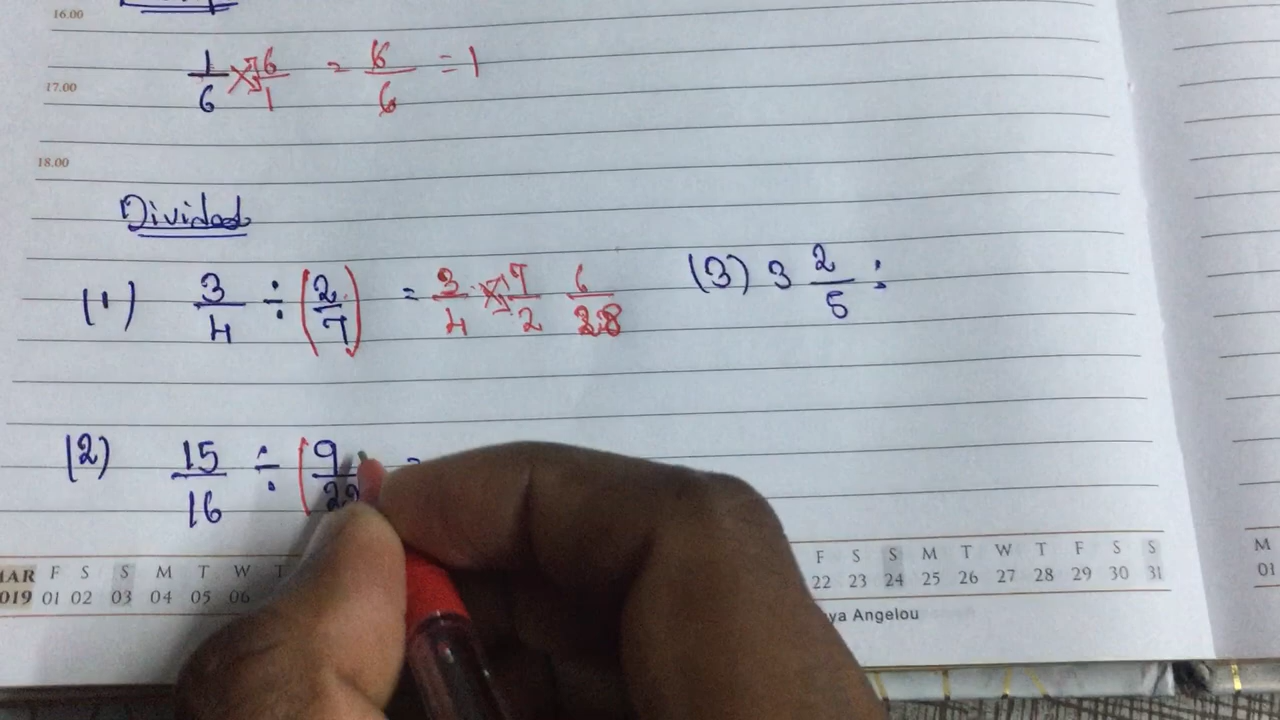 16.00
1/6 × 6/1 = 6/6 = 1
17.00
18.00
Divided
(1) 3/4 ÷ (2/7) = 3/4 × 7/2 6/28
(3) 3 2/5 :
(2) 15/16 ÷ (9/22 =
MAR F S S M T W T F S S M T W T F S S M
019 01 02 03 04 05 06 22 23 24 25 26 27 28 29 30 31 01
ya Angelou